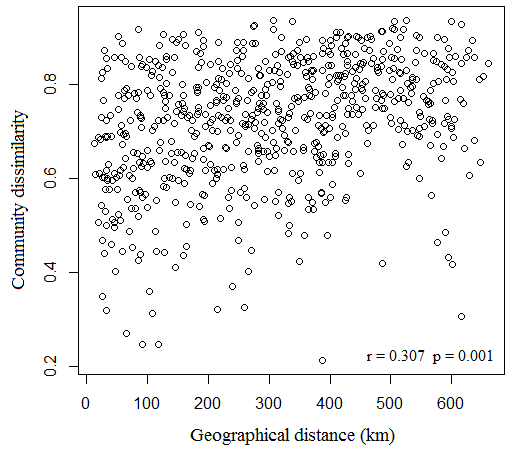 Community dissimilarity
0.8
0.6
0.4
0.2
r = 0.307 p = 0.001
0 100 200 300 400 500 600
Geographical distance (km)